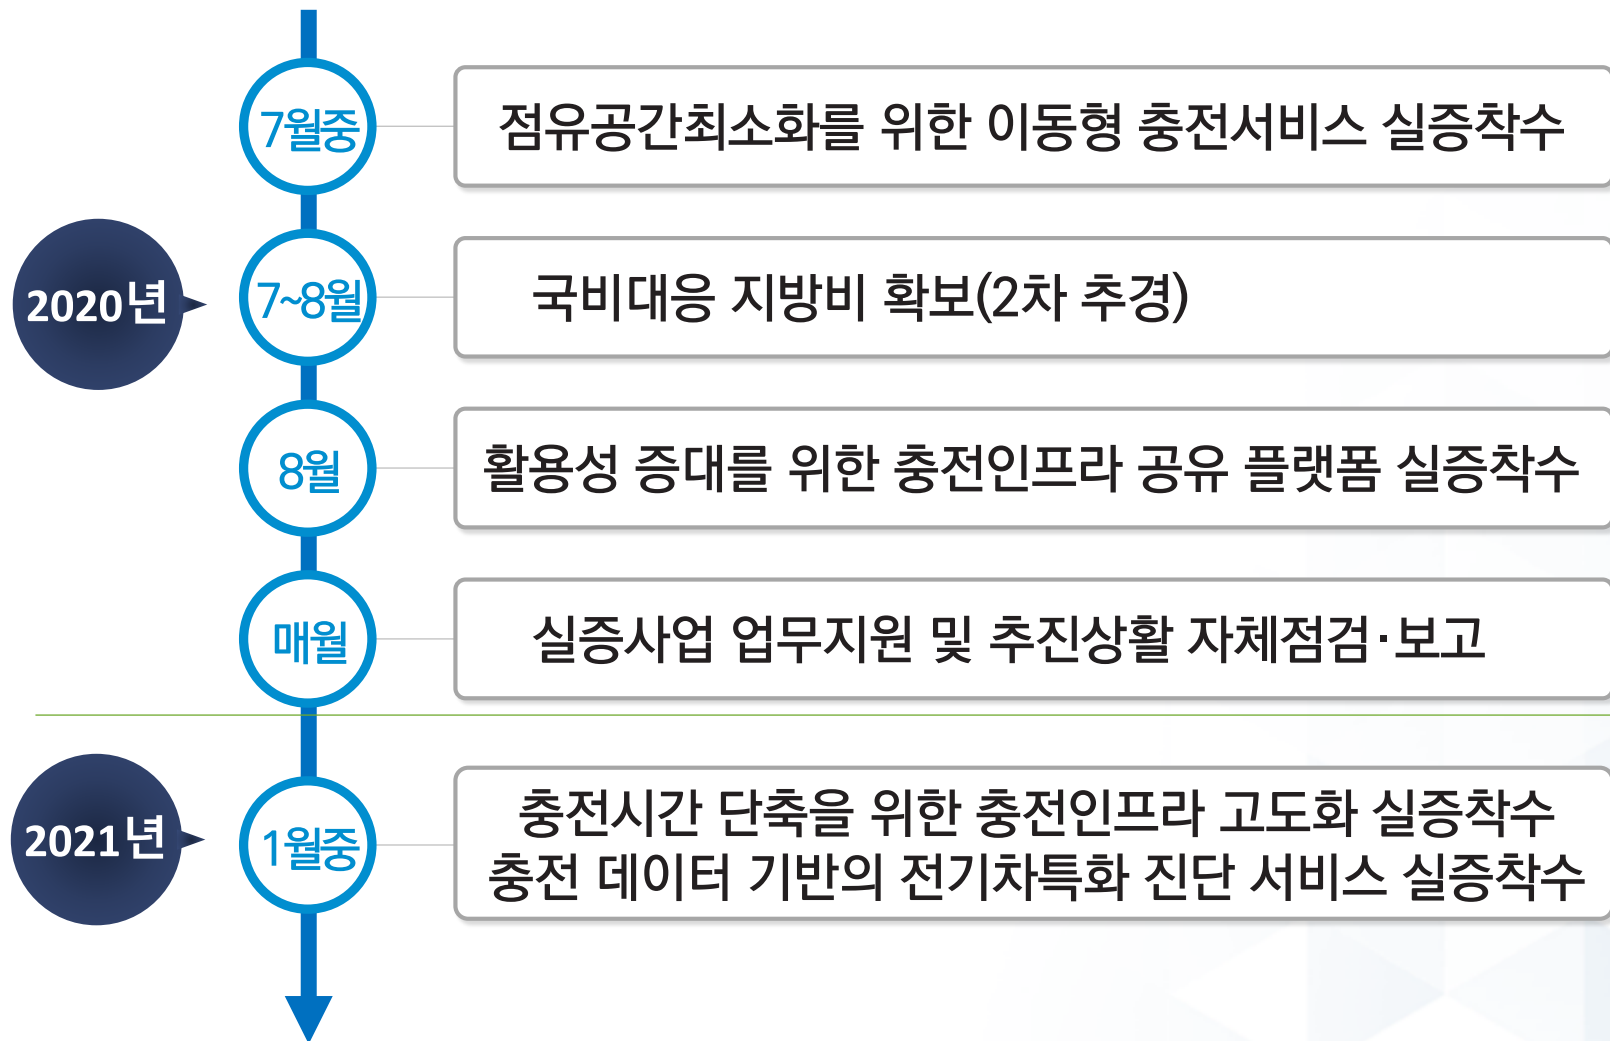 2020년
7월중
점유공간최소화를 위한 이동형 충전서비스 실증착수
7~8월
국비대응 지방비 확보(2차 추경)
8월
활용성 증대를 위한 충전인프라 공유 플랫폼 실증착수
매월
실증사업 업무지원 및 추진상활 자체점검·보고
2021년
1월중
충전시간 단축을 위한 충전인프라 고도화 실증착수
충전 데이터 기반의 전기차특화 진단 서비스 실증착수